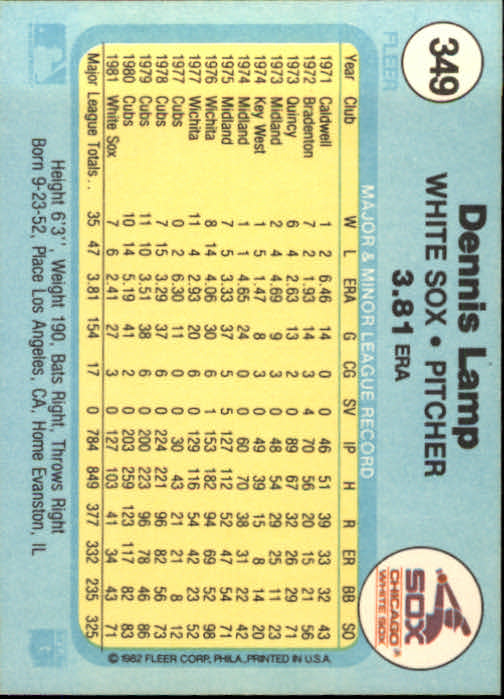 349
FLEER
Dennis Lamp
WHITE SOX • PITCHER
3.81 ERA
CHICAGO
SOX
WHITE SOX
MAJOR & MINOR LEAGUE RECORD
Year Club W L ERA G CG SV IP H R ER BB SO
1971 Caldwell 1 2 6.46 14 0 0 46 51 39 33 32 43
1972 Bradenton 7 2 1.93 14 3 4 70 56 20 15 21 56
1973 Quincy 6 4 2.63 13 2 0 89 67 32 26 29 71
1973 Midland 2 4 4.69 9 3 0 48 54 29 25 11 23
1974 Key West 5 1 1.47 8 3 0 49 39 15 8 14 20
1974 Midland 1 1 4.65 24 0 0 60 70 38 31 22 42
1975 Midland 7 5 3.33 37 5 5 127 112 52 47 54 71
1976 Wichita 8 14 4.06 30 6 1 153 182 94 69 52 98
1977 Wichita 11 4 2.93 20 6 0 129 116 54 42 23 52
1977 Cubs 0 2 6.30 11 0 0 30 43 21 21 8 12
1978 Cubs 7 15 3.29 37 6 0 224 221 96 82 56 73
1979 Cubs 11 10 3.51 38 6 0 200 223 96 78 46 86
1980 Cubs 10 14 5.19 41 2 0 203 259 123 117 82 83
1981 White Sox 7 6 2.41 27 3 0 127 103 41 34 43 71
Major League Totals . . 35 47 3.81 154 17 0 784 849 377 332 235 325
Height 6'3", Weight 190, Bats Right, Throws Right
Born 9-23-52, Place Los Angeles, CA, Home Evanston, IL
© 1982 FLEER CORP., PHILA., PRINTED IN U.S.A.